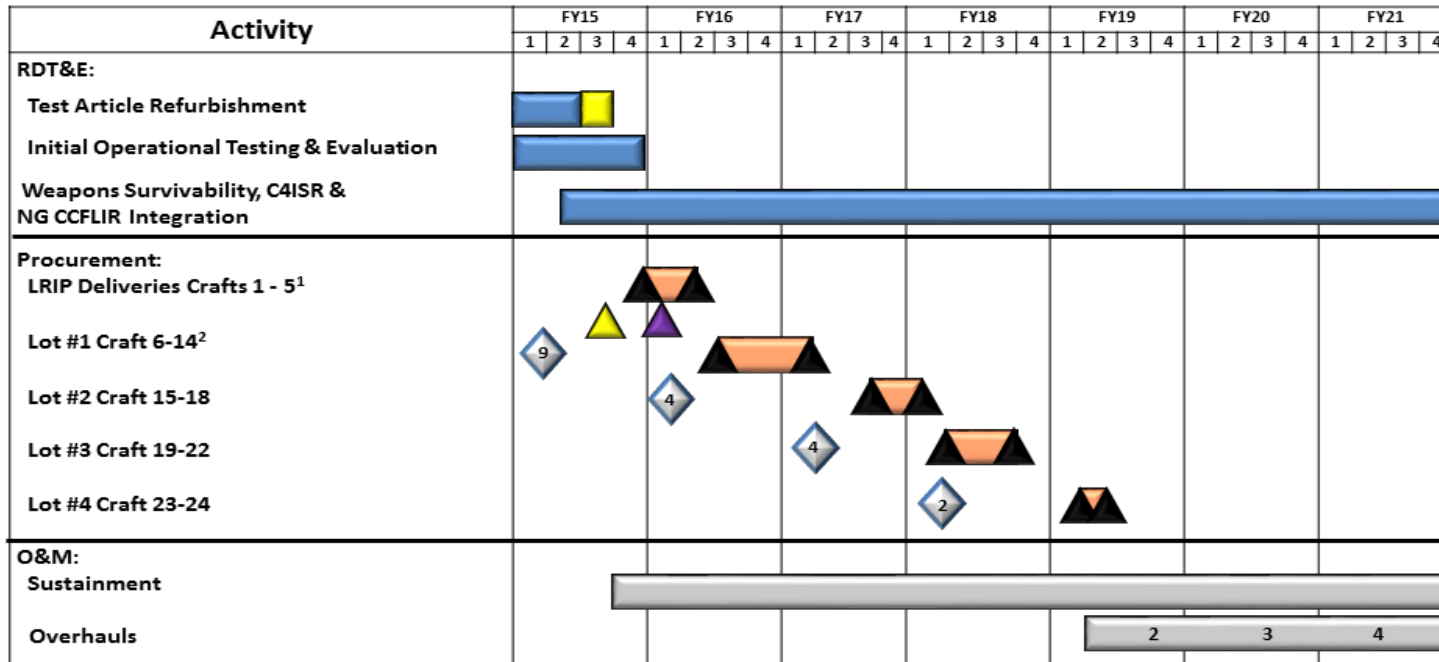 Activity
FY15 FY16 FY17 FY18 FY19 FY20 FY21
1 2 3 4 1 2 3 4 1 2 3 4 1 2 3 4 1 2 3 4 1 2 3 4 1 2 3 4
RDT&E:
Test Article Refurbishment
Initial Operational Testing & Evaluation
Weapons Survivability, C4ISR &
NG CCFLIR Integration
Procurement:
LRIP Deliveries Crafts 1 - 5¹
Lot #1 Craft 6-14²
9
Lot #2 Craft 15-18
4
Lot #3 Craft 19-22
4
Lot #4 Craft 23-24
2
O&M:
Sustainment
Overhauls
2 3 4